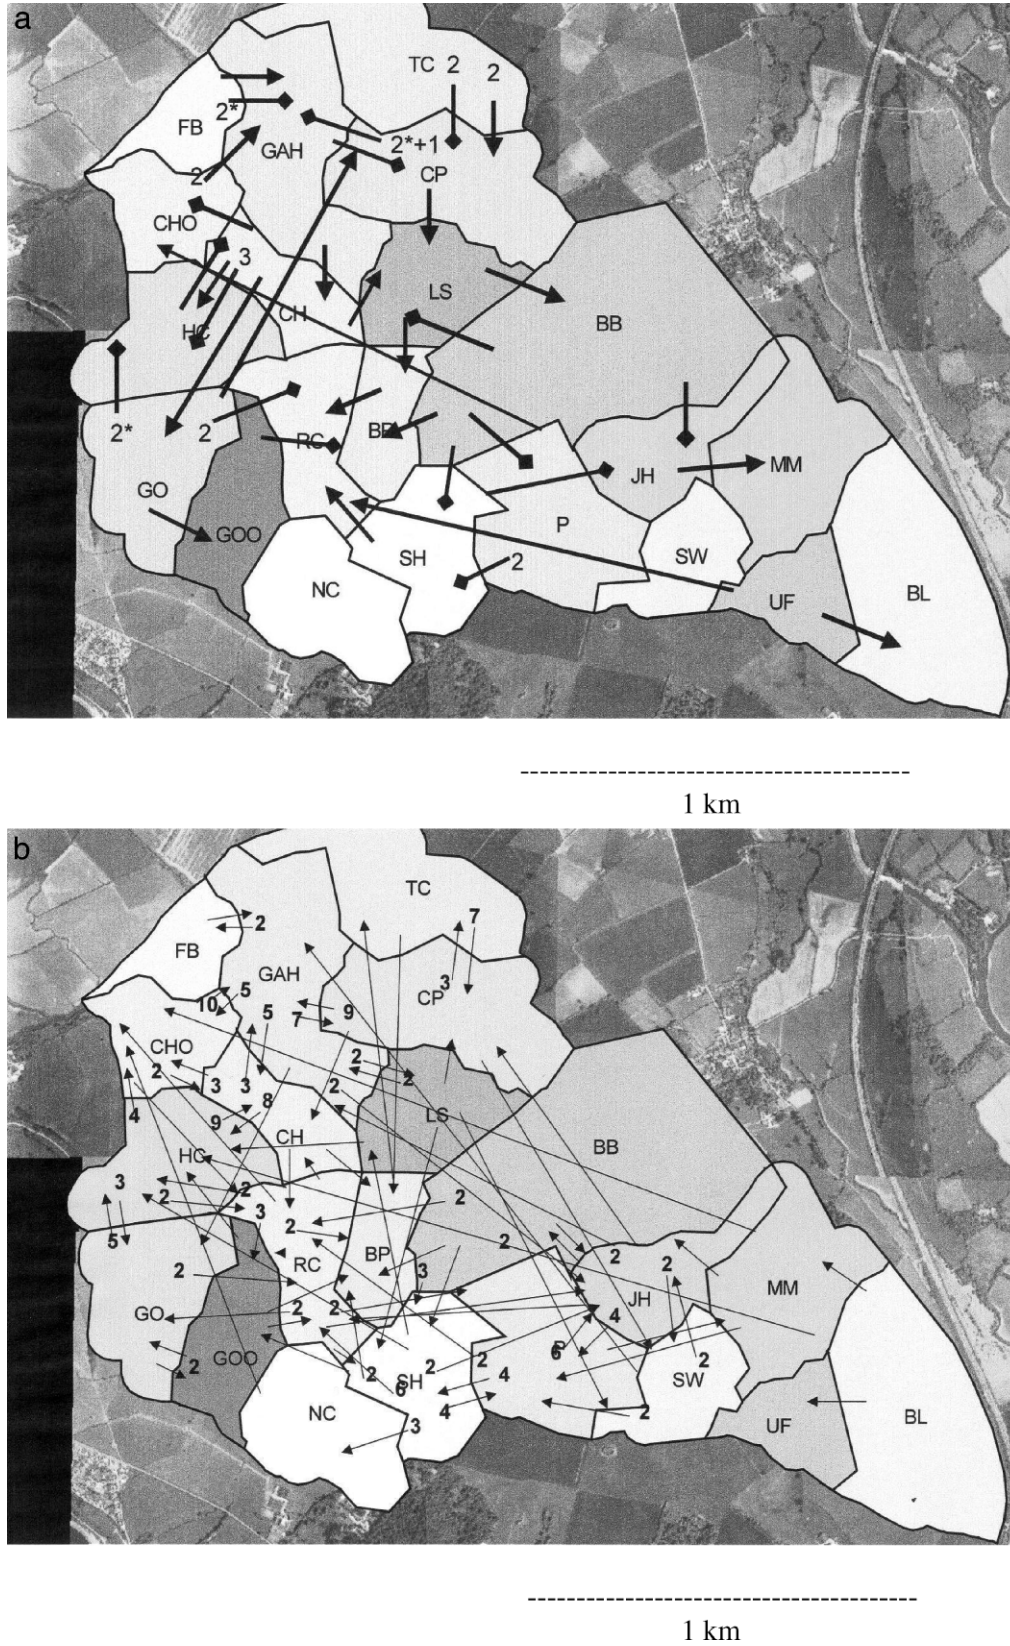 a
TC 2 2
FB 2* 2*+1
GAH CP
2
CHO
3
LS
HC CH BB
2* 2 RC BP
GO JH MM
GOO P
SH 2 SW
NC UF BL
1 km
b
TC
7
FB 2
GAH 3 CP
10 5 5 7 9
CHO 2 2 2
2 3 3 2
4 9 8 LS
HC CH BB
3 2 2 3 2 2
5 2 BP 2 2
2 RC 3 MM
GO 2 2 JH
4
2 GOO 2 6 P 2
2 SH 2 4 SW
6
NC 3 4 2 UF BL
1 km